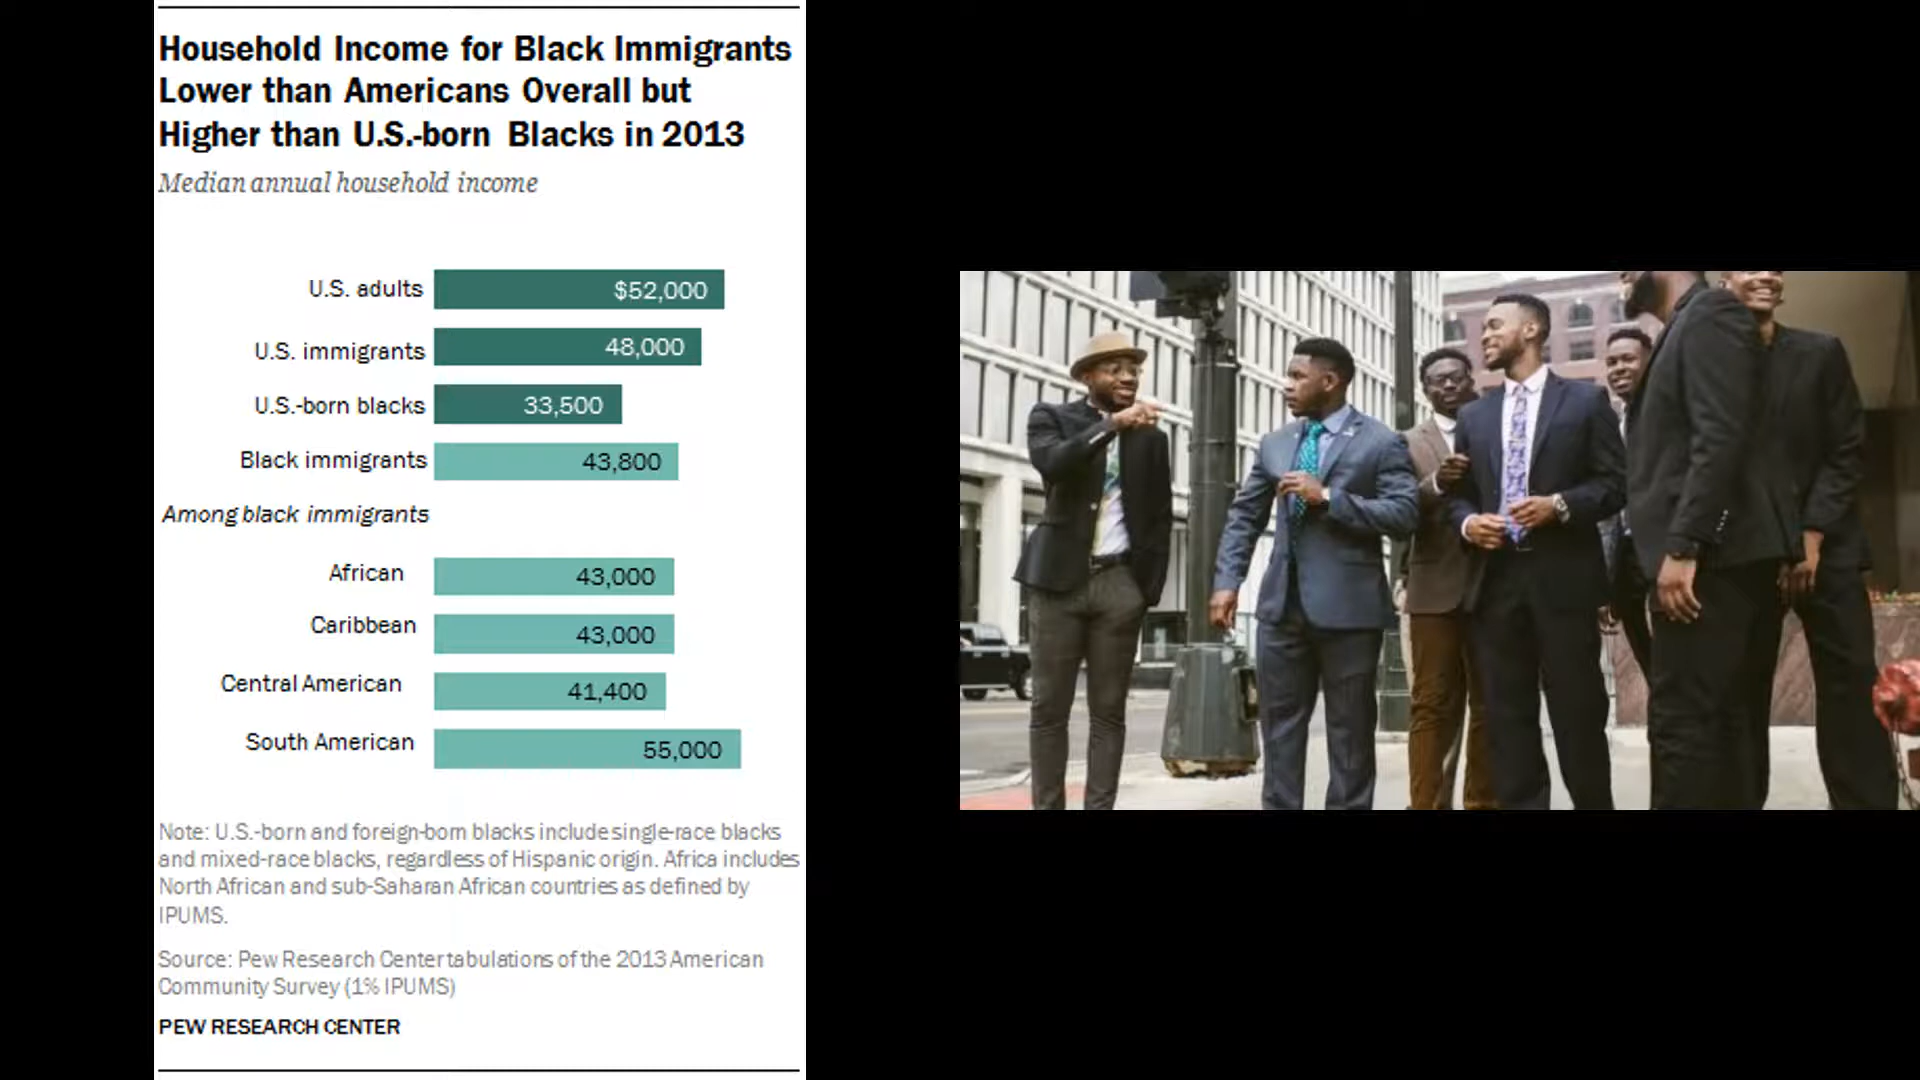 Household Income for Black Immigrants
Lower than Americans Overall but
Higher than U.S.-born Blacks in 2013
Median annual household income
U.S. adults $52,000
U.S. immigrants 48,000
U.S.-born blacks 33,500
Black immigrants 43,800
Among black immigrants
African 43,000
Caribbean 43,000
Central American 41,400
South American 55,000
Note: U.S.-born and foreign-born blacks include single-race blacks
and mixed-race blacks, regardless of Hispanic origin. Africa includes
North African and sub-Saharan African countries as defined by
IPUMS.
Source: Pew Research Center tabulations of the 2013 American
Community Survey (1% IPUMS)
PEW RESEARCH CENTER